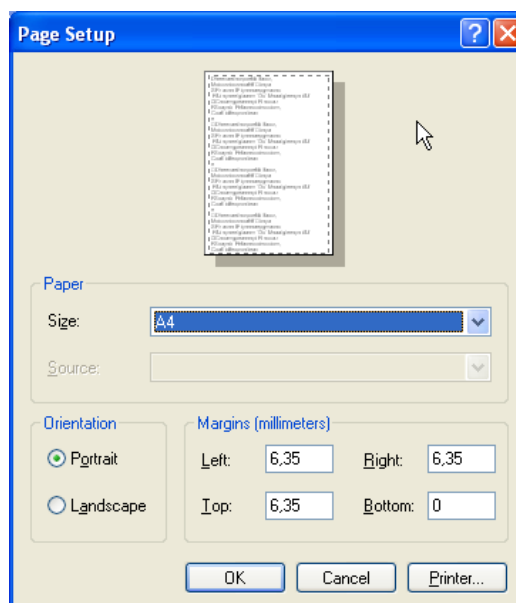 Page Setup
Paper
Size: A4
Source:
Orientation
Portrait
Landscape
Margins (millimeters)
Left: 6,35 Right: 6,35
Top: 6,35 Bottom: 0
OK Cancel Printer...